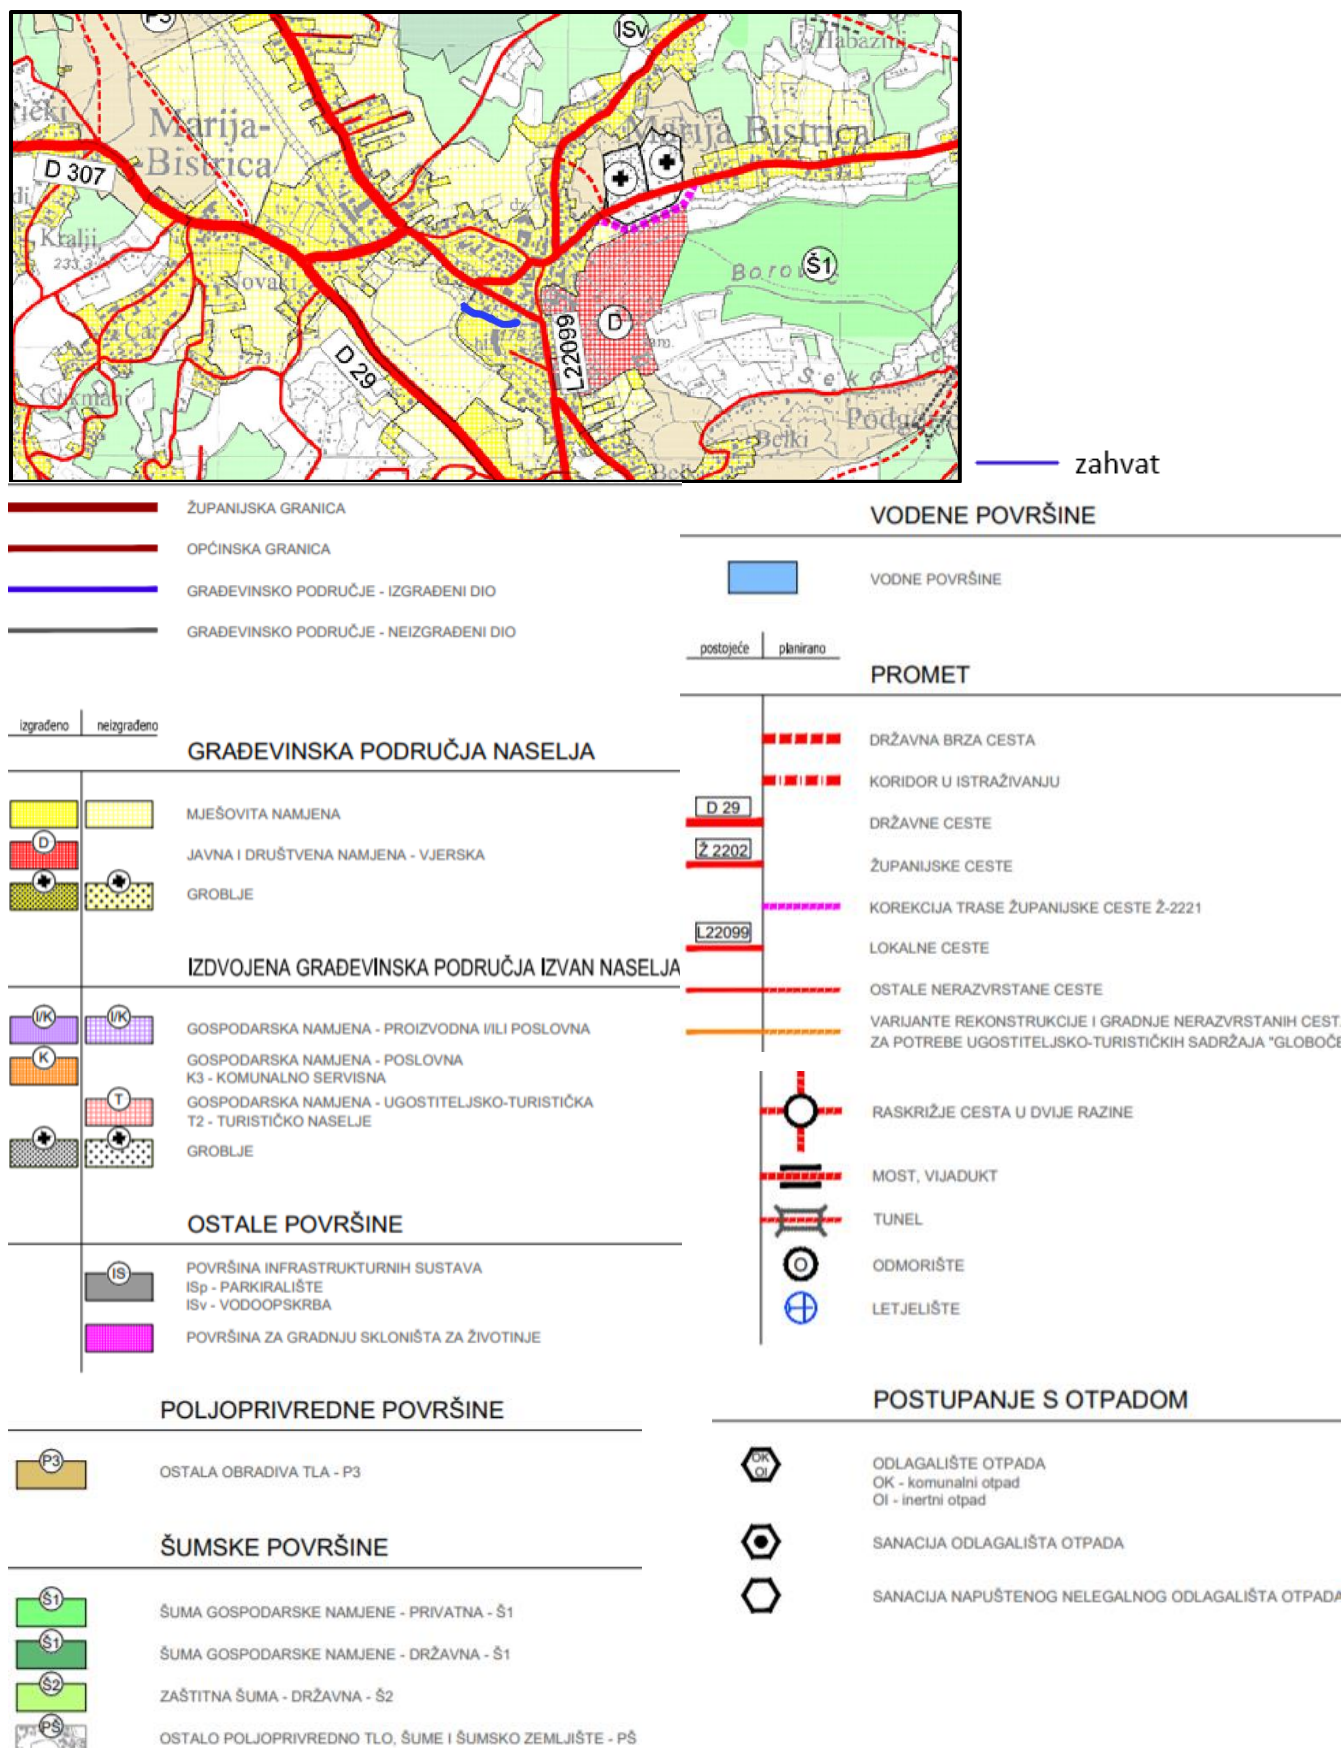 P3
ISv
Habazini
Marija-
Bistrica
Marija Bistrica
D 307
Kralji
233.3
Novaki
273
D 29
L22099
D
Š1
Podgorje
Belki
zahvat
ŽUPANIJSKA GRANICA
OPĆINSKA GRANICA
GRAĐEVINSKO PODRUČJE - IZGRAĐENI DIO
GRAĐEVINSKO PODRUČJE - NEIZGRAĐENI DIO
izgrađeno neizgrađeno
GRAĐEVINSKA PODRUČJA NASELJA
MJEŠOVITA NAMJENA
D
JAVNA I DRUŠTVENA NAMJENA - VJERSKA
GROBLJE
IZDVOJENA GRAĐEVINSKA PODRUČJA IZVAN NASELJA
I/K I/K
GOSPODARSKA NAMJENA - PROIZVODNA I/ILI POSLOVNA
K
GOSPODARSKA NAMJENA - POSLOVNA
K3 - KOMUNALNO SERVISNA
T
GOSPODARSKA NAMJENA - UGOSTITELJSKO-TURISTIČKA
T2 - TURISTIČKO NASELJE
GROBLJE
OSTALE POVRŠINE
IS
POVRŠINA INFRASTRUKTURNIH SUSTAVA
ISp - PARKIRALIŠTE
ISv - VODOOPSKRBA
POVRŠINA ZA GRADNJU SKLONIŠTA ZA ŽIVOTINJE
POLJOPRIVREDNE POVRŠINE
P3
OSTALA OBRADIVA TLA - P3
ŠUMSKE POVRŠINE
Š1
ŠUMA GOSPODARSKE NAMJENE - PRIVATNA - Š1
Š1
ŠUMA GOSPODARSKE NAMJENE - DRŽAVNA - Š1
Š2
ZAŠTITNA ŠUMA - DRŽAVNA - Š2
PŠ
OSTALO POLJOPRIVREDNO TLO, ŠUME I ŠUMSKO ZEMLJIŠTE - PŠ
VODENE POVRŠINE
VODNE POVRŠINE
postojeće planirano
PROMET
DRŽAVNA BRZA CESTA
KORIDOR U ISTRAŽIVANJU
D 29
DRŽAVNE CESTE
Ž 2202
ŽUPANIJSKE CESTE
KOREKCIJA TRASE ŽUPANIJSKE CESTE Ž-2221
L22099
LOKALNE CESTE
OSTALE NERAZVRSTANE CESTE
VARIJANTE REKONSTRUKCIJE I GRADNJE NERAZVRSTANIH CEST
ZA POTREBE UGOSTITELJSKO-TURISTIČKIH SADRŽAJA "GLOBOČE
RASKRIŽJE CESTA U DVIJE RAZINE
MOST, VIJADUKT
TUNEL
O
ODMORIŠTE
LETJELIŠTE
POSTUPANJE S OTPADOM
OK
OI
ODLAGALIŠTE OTPADA
OK - komunalni otpad
OI - inertni otpad
SANACIJA ODLAGALIŠTA OTPADA
SANACIJA NAPUŠTENOG NELEGALNOG ODLAGALIŠTA OTPADA